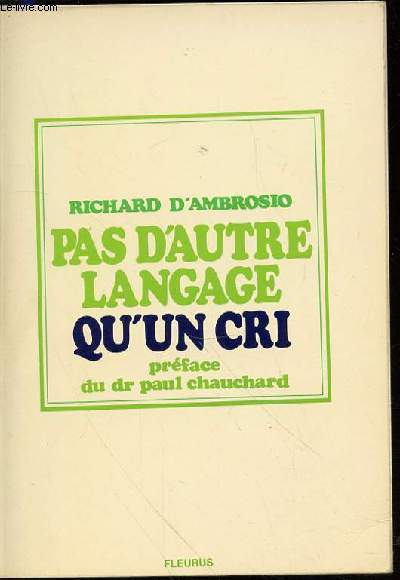 Le-livre.com
RICHARD D'AMBROSIO
PAS D'AUTRE
LANGAGE
QU'UN CRI
préface
du dr paul chauchard
FLEURUS